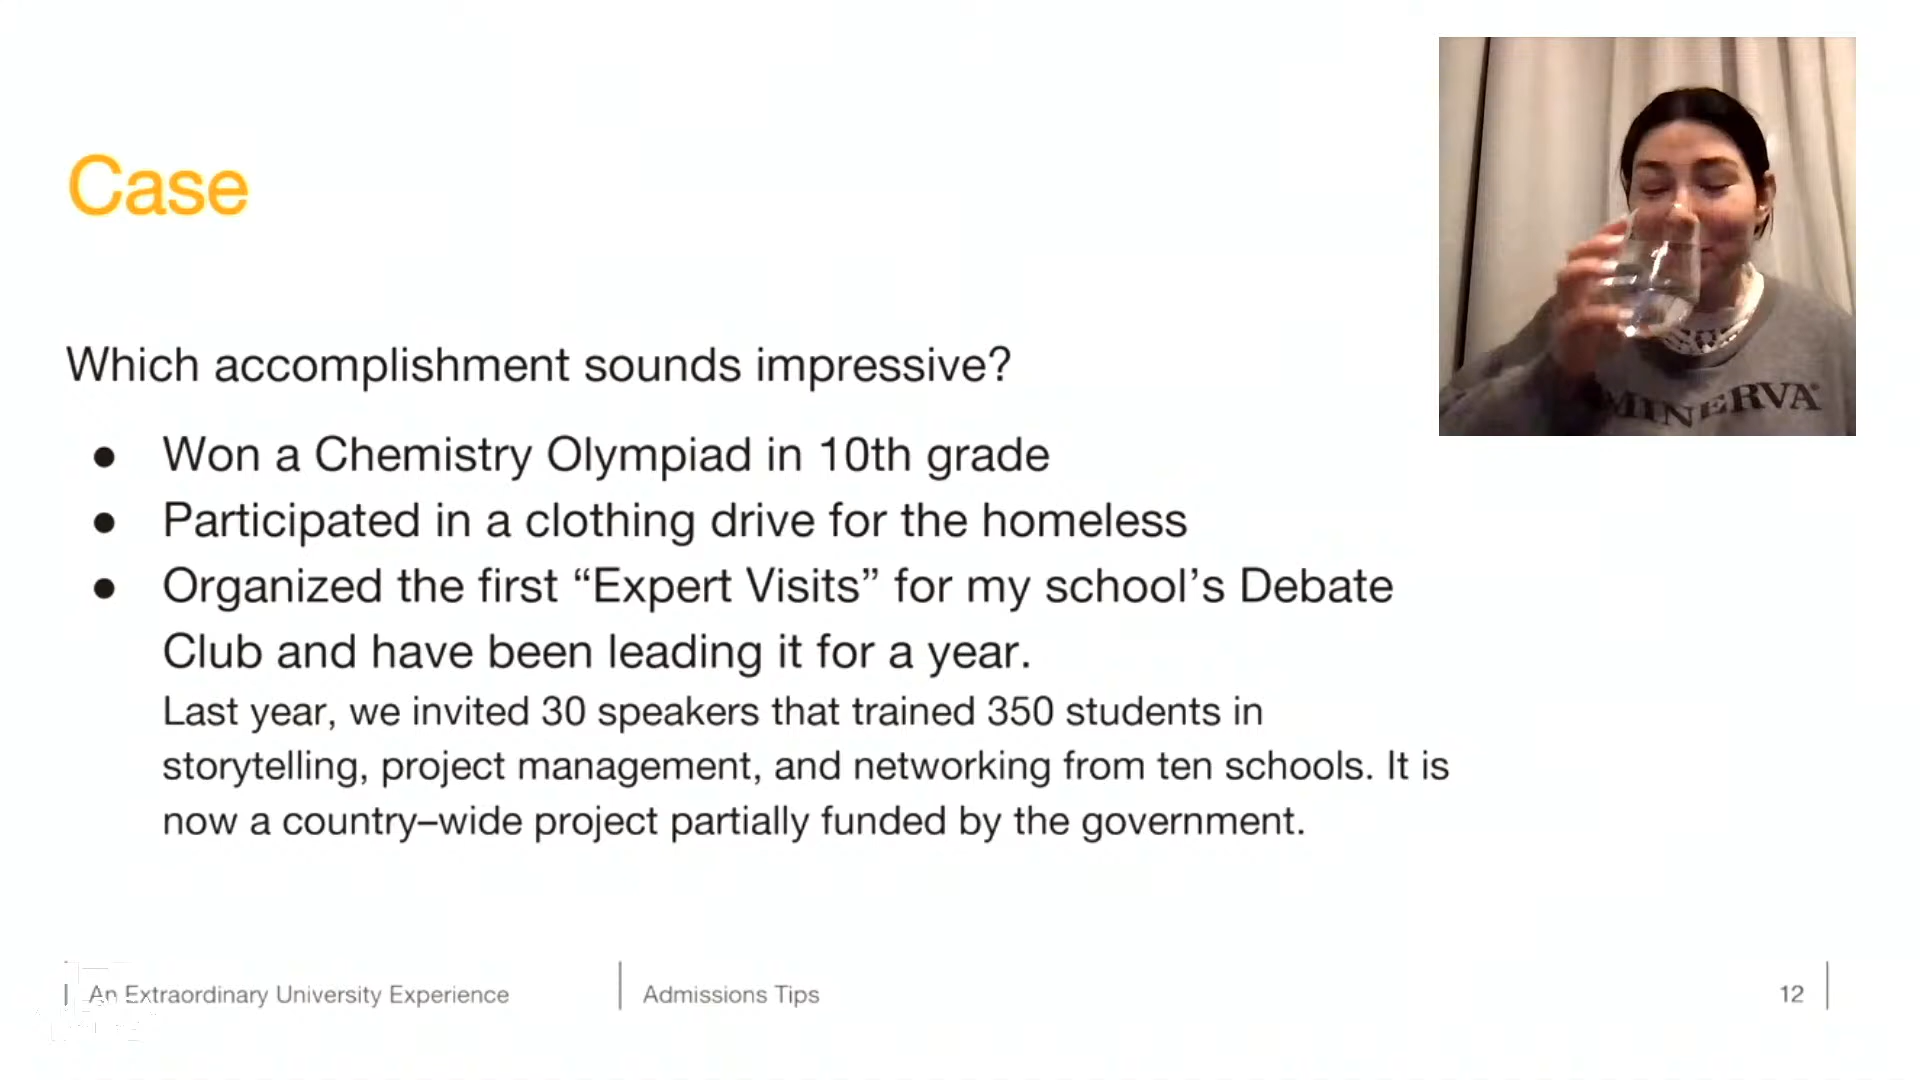 Case
Which accomplishment sounds impressive?
● Won a Chemistry Olympiad in 10th grade
● Participated in a clothing drive for the homeless
● Organized the first “Expert Visits” for my school’s Debate
Club and have been leading it for a year.
Last year, we invited 30 speakers that trained 350 students in
storytelling, project management, and networking from ten schools. It is
now a country–wide project partially funded by the government.
MINERVA
An Extraordinary University Experience
Admissions Tips
12